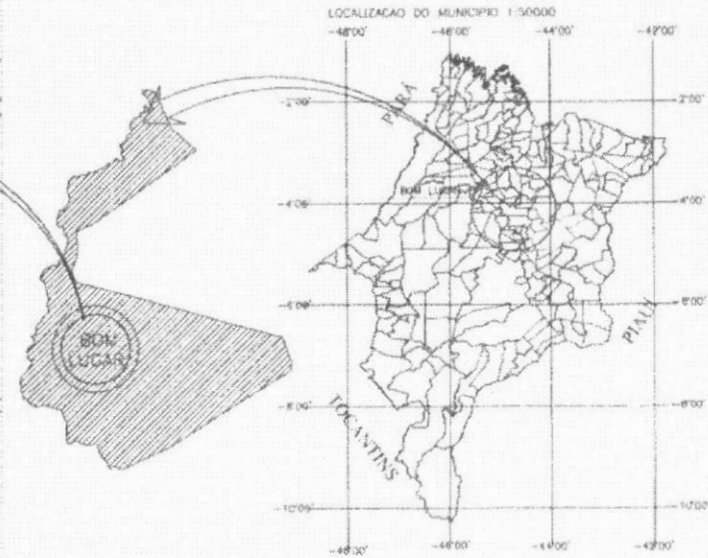 LOCALIZACAO DO MUNICIPIO 1:50000
-48°00' -46°00' -44°00' -42°00'
-2°00' -2°00'
PARÁ
BOM LUGAR
-4°00' -4°00'
-6°00' -6°00'
PIAUI
BOM
LUGAR
-8°00' -8°00'
TOCANTINS
-10°00' -10°00'
-48°00' -46°00' -44°00' -42°00'